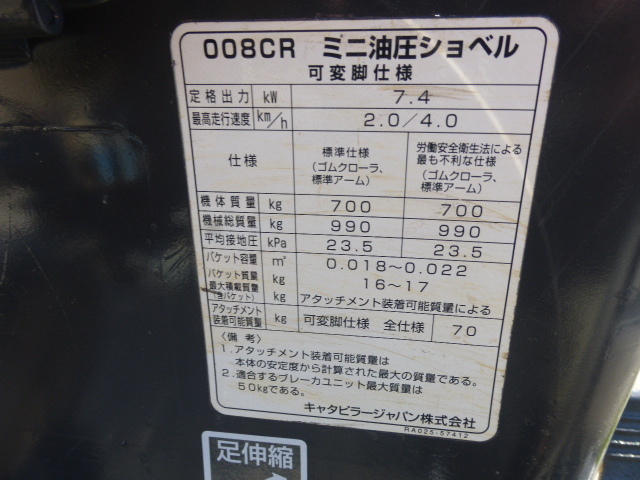 008CR ミニ油圧ショベル
可変脚仕様
定格出力 kW 7.4
最高走行速度 km/h 2.0/4.0
仕様 標準仕様 (ゴムクローラ、標準アーム) 労働安全衛生法による最も不利な仕様 (ゴムクローラ、標準アーム)
機体質量 kg 700 700
機械総質量 kg 990 990
平均接地圧 kPa 23.5 23.5
バケット容量 m³ 0.018~0.022
バケット質量 kg 16~17
最大積載質量 (含バケット) kg アタッチメント装着可能質量による
アタッチメント装着可能質量 kg 可変脚仕様 全仕様 70
〈備考〉
1.アタッチメント装着可能質量は
本体の安定度から計算された最大の質量である。
2.適合するブレーカユニット最大質量は
50kgである。
キャタピラージャパン株式会社
RA025-57412
足伸縮